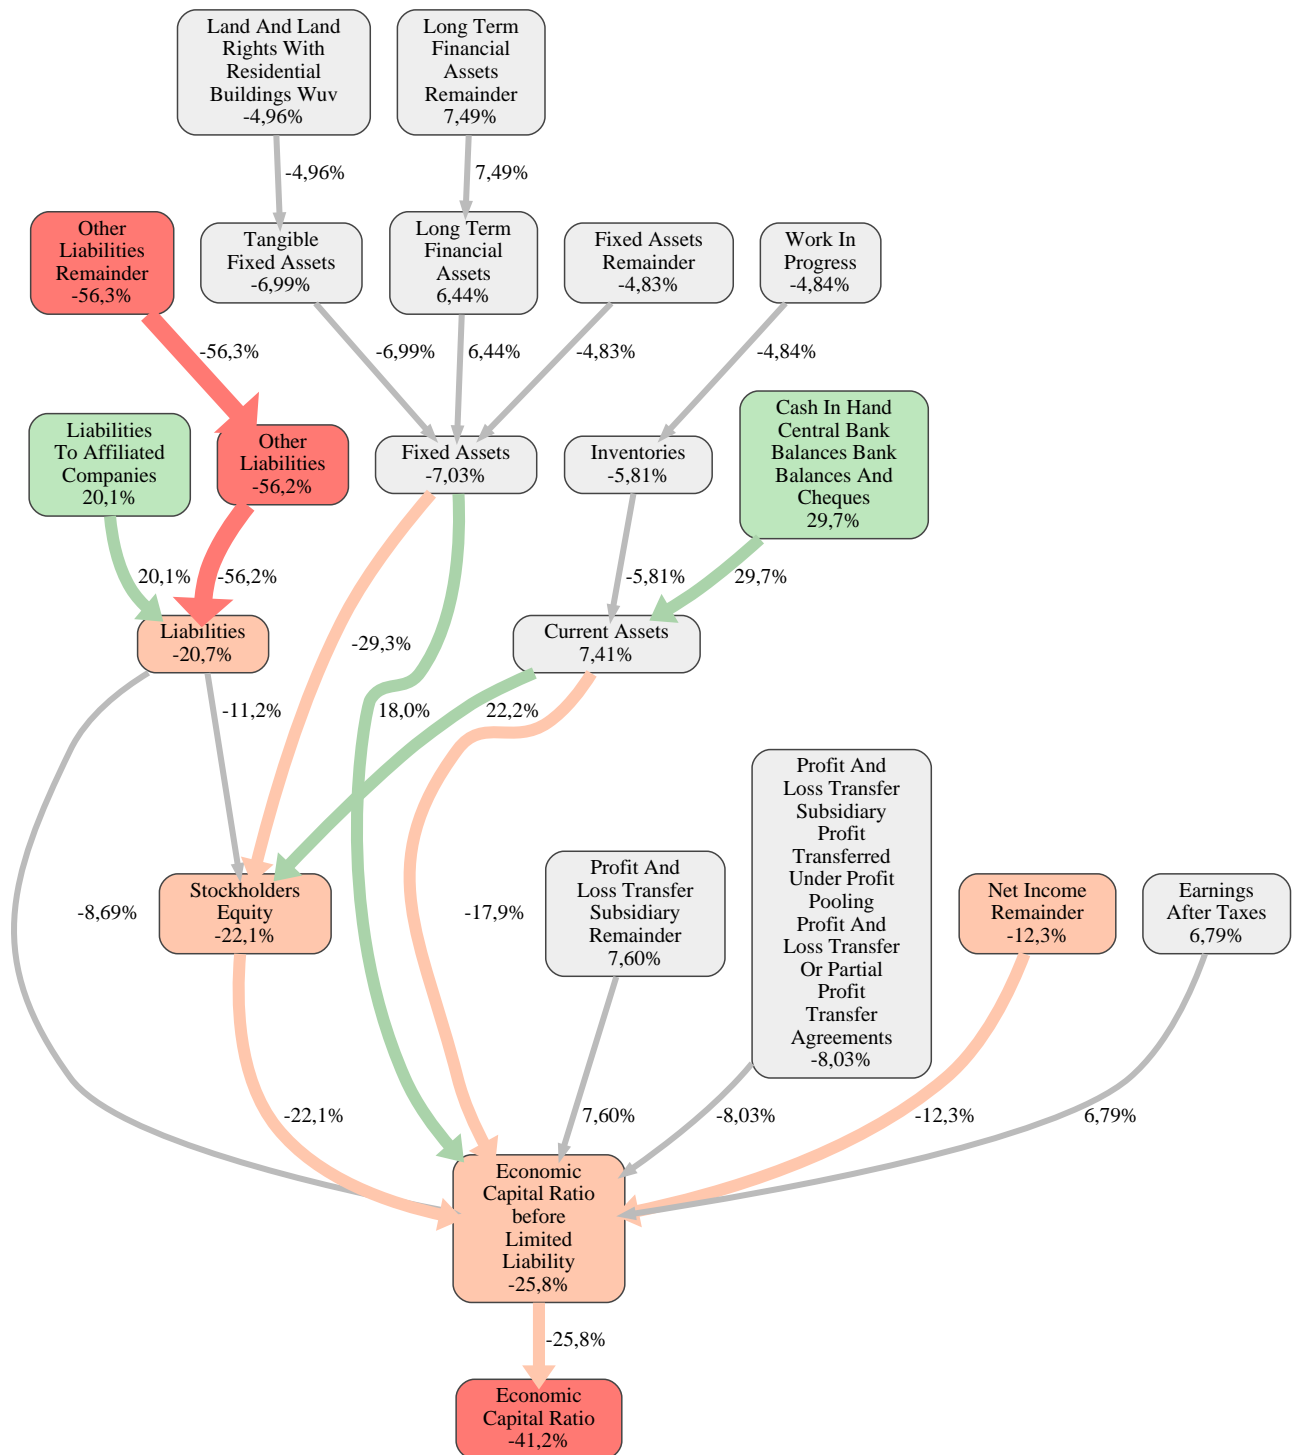 Land And Land
Rights With
Residential
Buildings Wuv
-4,96%
Long Term
Financial
Assets
Remainder
7,49%
-4,96%
7,49%
Other
Liabilities
Remainder
-56,3%
Tangible
Fixed Assets
-6,99%
Long Term
Financial
Assets
6,44%
Fixed Assets
Remainder
-4,83%
Work In
Progress
-4,84%
-56,3%
-6,99%
6,44%
-4,83%
-4,84%
Liabilities
To Affiliated
Companies
20,1%
Other
Liabilities
-56,2%
Fixed Assets
-7,03%
Inventories
-5,81%
Cash In Hand
Central Bank
Balances Bank
Balances And
Cheques
29,7%
20,1%
-56,2%
-5,81%
29,7%
Liabilities
-20,7%
-29,3%
Current Assets
7,41%
-11,2%
18,0%
22,2%
Profit And
Loss Transfer
Subsidiary
Profit
Transferred
Under Profit
Pooling
Profit And
Loss Transfer
Or Partial
Profit
Transfer
Agreements
-8,03%
-8,69%
Stockholders
Equity
-22,1%
-17,9%
Profit And
Loss Transfer
Subsidiary
Remainder
7,60%
Net Income
Remainder
-12,3%
Earnings
After Taxes
6,79%
-22,1%
7,60%
-8,03%
-12,3%
6,79%
Economic
Capital Ratio
before
Limited
Liability
-25,8%
-25,8%
Economic
Capital Ratio
-41,2%